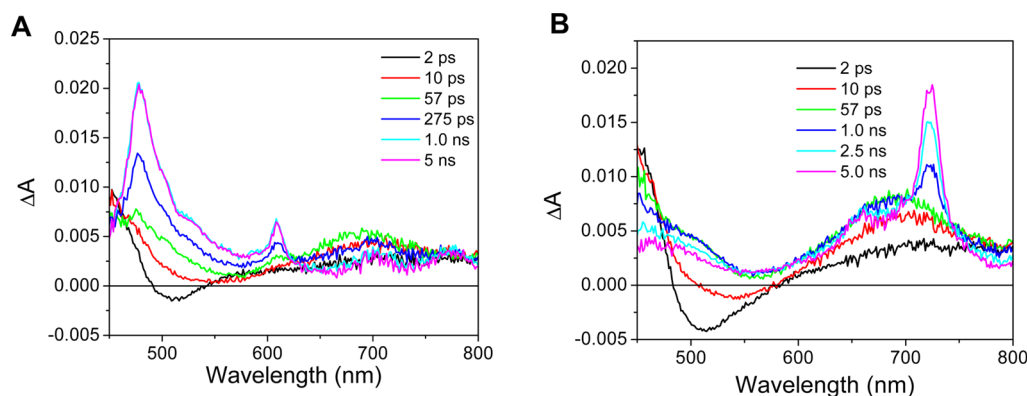 A
0.025
0.020
0.015
0.010
0.005
0.000
-0.005
ΔA
2 ps
10 ps
57 ps
275 ps
1.0 ns
5 ns
500 600 700 800
Wavelength (nm)
B
0.020
0.015
0.010
0.005
0.000
-0.005
ΔA
2 ps
10 ps
57 ps
1.0 ns
2.5 ns
5.0 ns
500 600 700 800
Wavelength (nm)